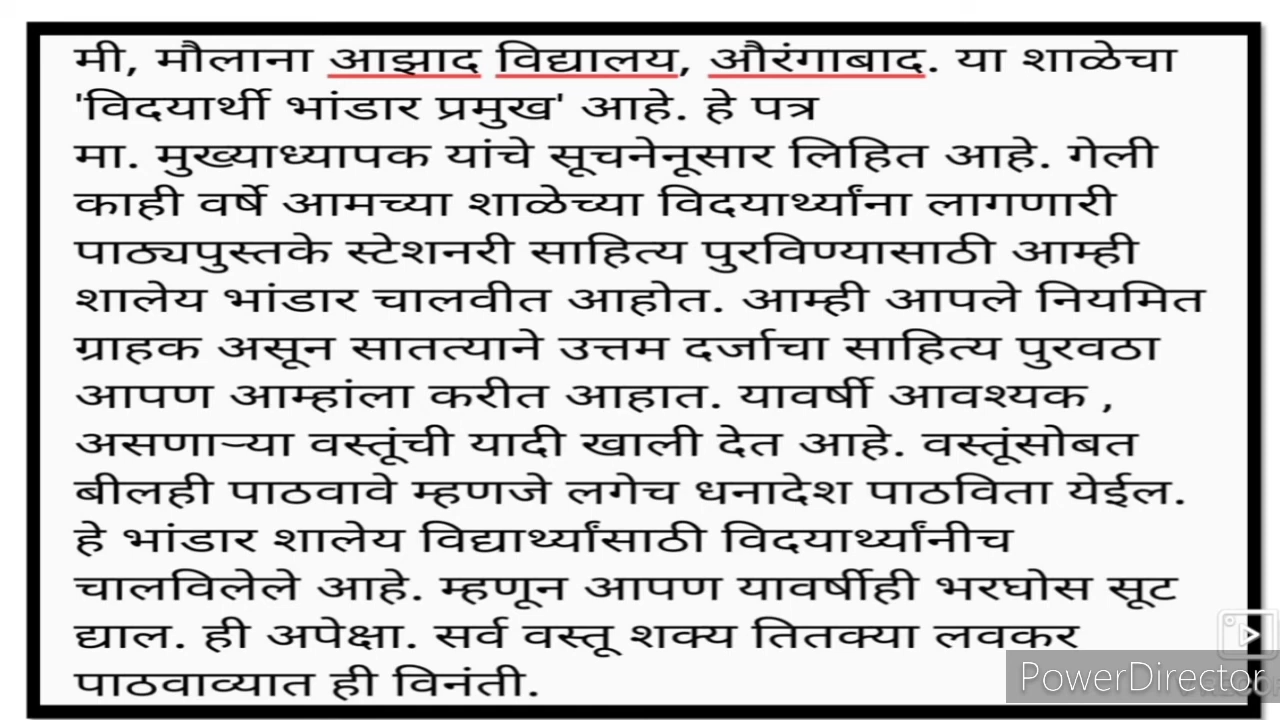 मी, मौलाना आझाद विद्यालय, औरंगाबाद. या शाळेचा
'विदयार्थी भांडार प्रमुख' आहे. हे पत्र
मा. मुख्याध्यापक यांचे सूचनेनूसार लिहित आहे. गेली
काही वर्षे आमच्या शाळेच्या विदयार्थ्यांना लागणारी
पाठ्यपुस्तके स्टेशनरी साहित्य पुरविण्यासाठी आम्ही
शालेय भांडार चालवीत आहोत. आम्ही आपले नियमित
ग्राहक असून सातत्याने उत्तम दर्जाचा साहित्य पुरवठा
आपण आम्हांला करीत आहात. यावर्षी आवश्यक ,
असणाऱ्या वस्तूंची यादी खाली देत आहे. वस्तूंसोबत
बीलही पाठवावे म्हणजे लगेच धनादेश पाठविता येईल.
हे भांडार शालेय विद्यार्थ्यांसाठी विदयार्थ्यांनीच
चालविलेले आहे. म्हणून आपण यावर्षीही भरघोस सूट
द्याल. ही अपेक्षा. सर्व वस्तू शक्य तितक्या लवकर
पाठवाव्यात ही विनंती.
PowerDirector